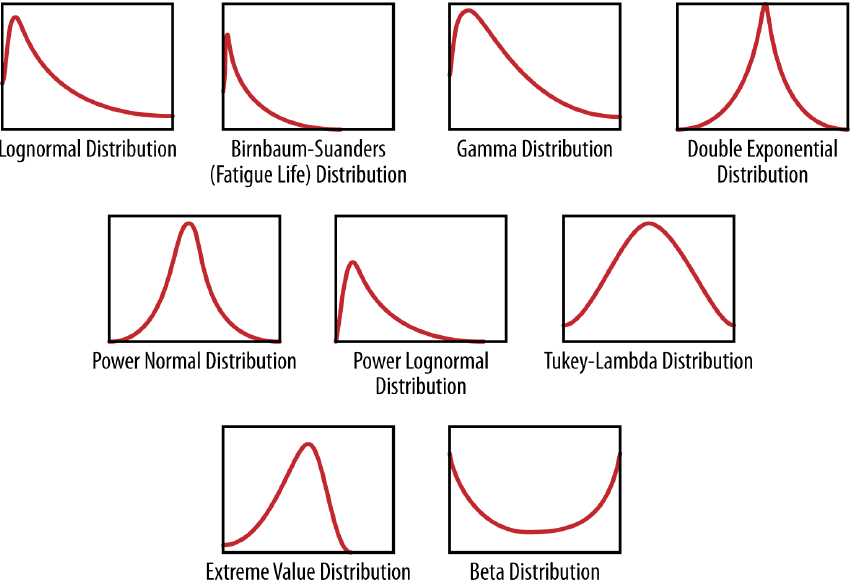 Lognormal Distribution
Birnbaum-Suanders
(Fatigue Life) Distribution
Gamma Distribution
Double Exponential
Distribution
Power Normal Distribution
Power Lognormal
Distribution
Tukey-Lambda Distribution
Extreme Value Distribution
Beta Distribution